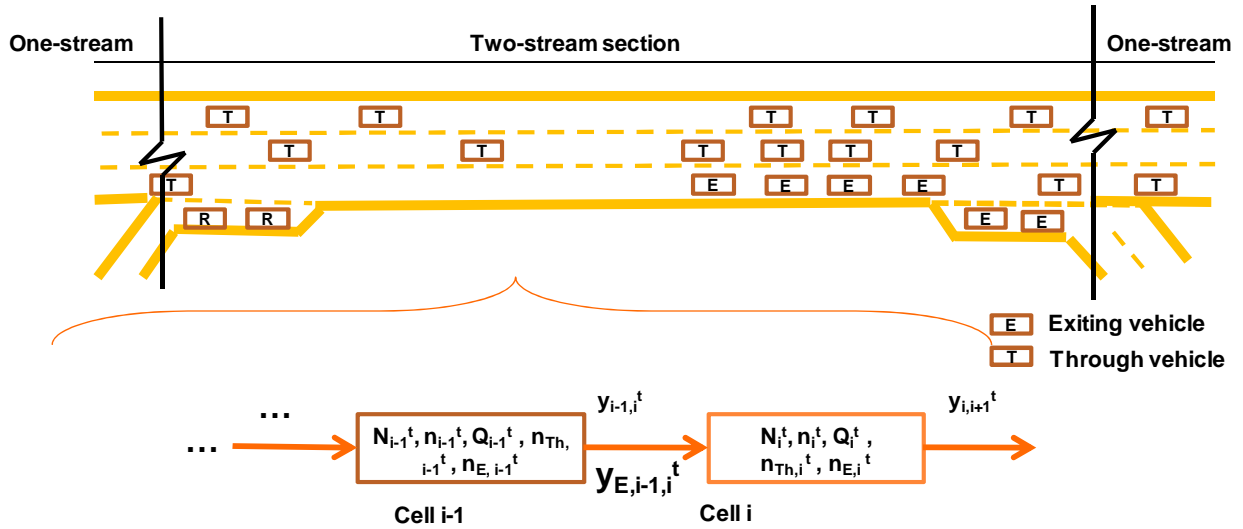 One-stream Two-stream section One-stream
T T T T T T
T T T T T T
T E E E E T T
R R E E
E Exiting vehicle
T Through vehicle
... y_{i-1,i}^t y_{i,i+1}^t
... N_{i-1}^t, n_{i-1}^t, Q_{i-1}^t , n_{Th, N_i^t, n_i^t, Q_i^t ,
i-1}^t , n_{E, i-1}^t n_{Th,i}^t , n_{E,i}^t
y_{E,i-1,i}^t
Cell i-1 Cell i